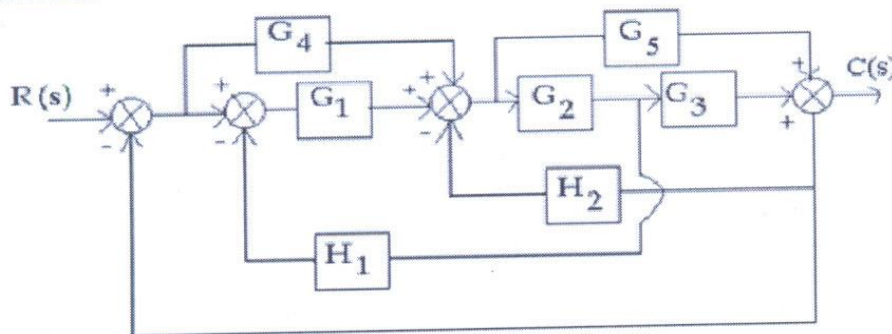 G4
G5
R(s)
+
+
+
+
+
C(s)
G1
G2
G3
-
-
-
+
H2
H1
-